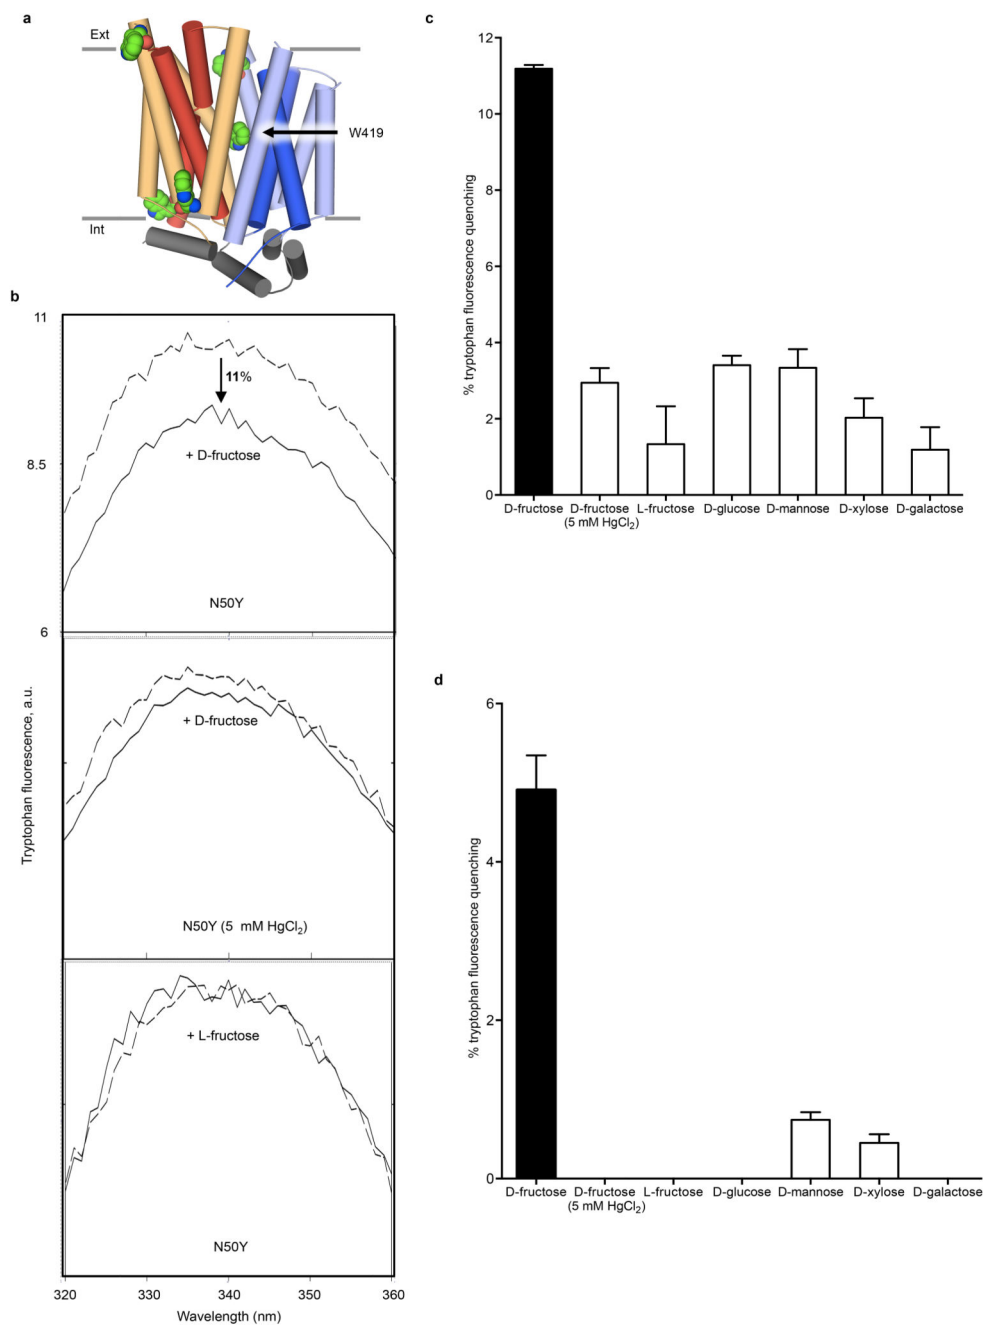 a
Ext
W419
Int
b
11
11%
+ D-fructose
8.5
N50Y
6
+ D-fructose
N50Y (5 mM HgCl₂)
+ L-fructose
N50Y
Tryptophan fluorescence, a.u.
320 330 340 350 360
Wavelength (nm)
c
12
10
8
6
4
2
0
% tryptophan fluorescence quenching
D-fructose D-fructose L-fructose D-glucose D-mannose D-xylose D-galactose
(5 mM HgCl₂)
d
6
4
2
0
% tryptophan fluorescence quenching
D-fructose D-fructose L-fructose D-glucose D-mannose D-xylose D-galactose
(5 mM HgCl₂)